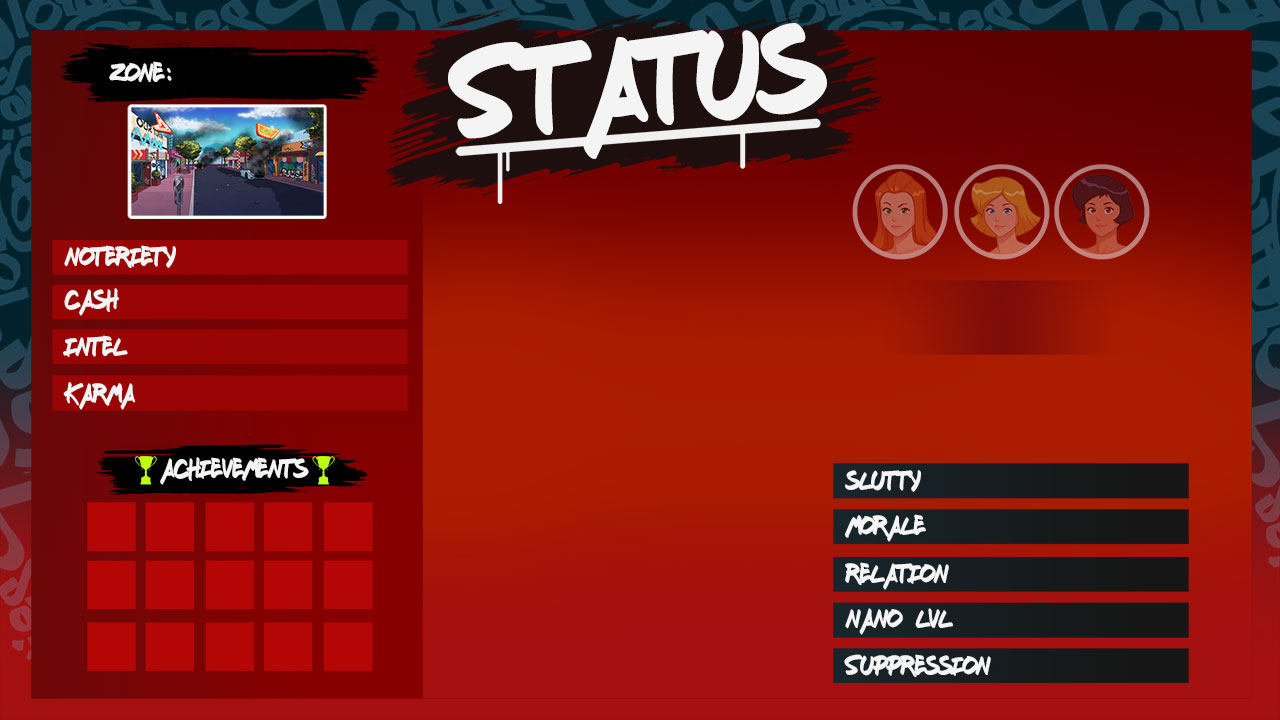 STATUS
ZONE:
NOTERIETY
CASH
INTEL
KARMA
ACHIEVEMENTS
SLUTTY
MORALE
RELATION
NANO LVL
SUPPRESSION